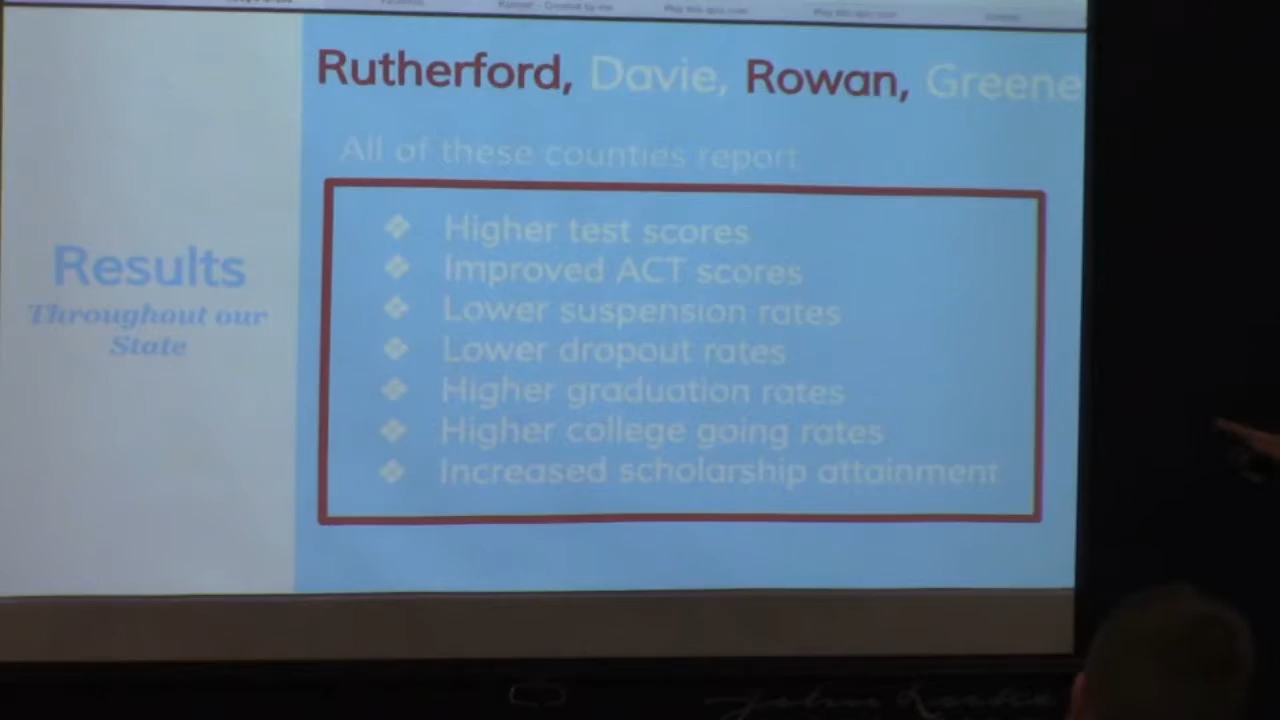 Rutherford, Davie, Rowan, Greene
All of these counties report
Results
Throughout our
State
❖ Higher test scores
❖ Improved ACT scores
❖ Lower suspension rates
❖ Lower dropout rates
❖ Higher graduation rates
❖ Higher college going rates
❖ Increased scholarship attainment